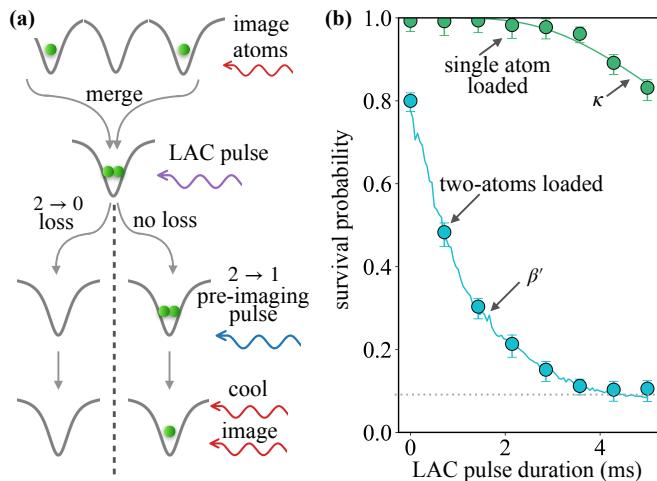 (a)
image
atoms
merge
LAC pulse
2 → 0
loss
no loss
2 → 1
pre-imaging
pulse
cool
image
(b)
survival probability
1.0
0.8
0.6
0.4
0.2
0.0
single atom
loaded
κ
two-atoms loaded
β′
0
2
4
LAC pulse duration (ms)